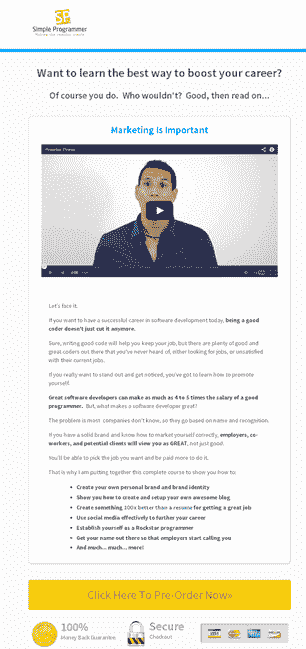 Simple Programmer
Want to learn the best way to boost your career?
Of course you do. Who wouldn't? Good, then read on...
Marketing Is Important
Let's face it.
If you want to have a successful career in software development today, being a good
coder doesn't just cut it anymore.
Sure, writing good code will help you keep your job, but there are plenty of good and
great coders out there that you've never heard of, either looking for jobs, or unsatisfied
with their current jobs.
If you really want to stand out and get noticed, you've got to learn how to promote
yourself.
Great software developers can make as much as 4 to 5 times the salary of a good
programmer. But, what makes a software developer great?
The problem is most companies don't know, so they go based on name and recognition.
If you have a solid brand and know how to market yourself correctly, employers, co-
workers, and potential clients will view you as GREAT, not just good.
You'll be able to pick the job you want and be paid more to do it.
That is why I am putting together this complete course to show you how to:
Create your own personal brand and brand identity
Show you how to create and setup your own awesome blog
Create something 100x better than a resume for getting a great job
Use social media effectively to further your career
Establish yourself as a Rockstar programmer
Get your name out there so that employers start calling you
And much... much... more!
Click Here To Pre-Order Now»
100%
Money Back Guarantee
Secure
Checkout